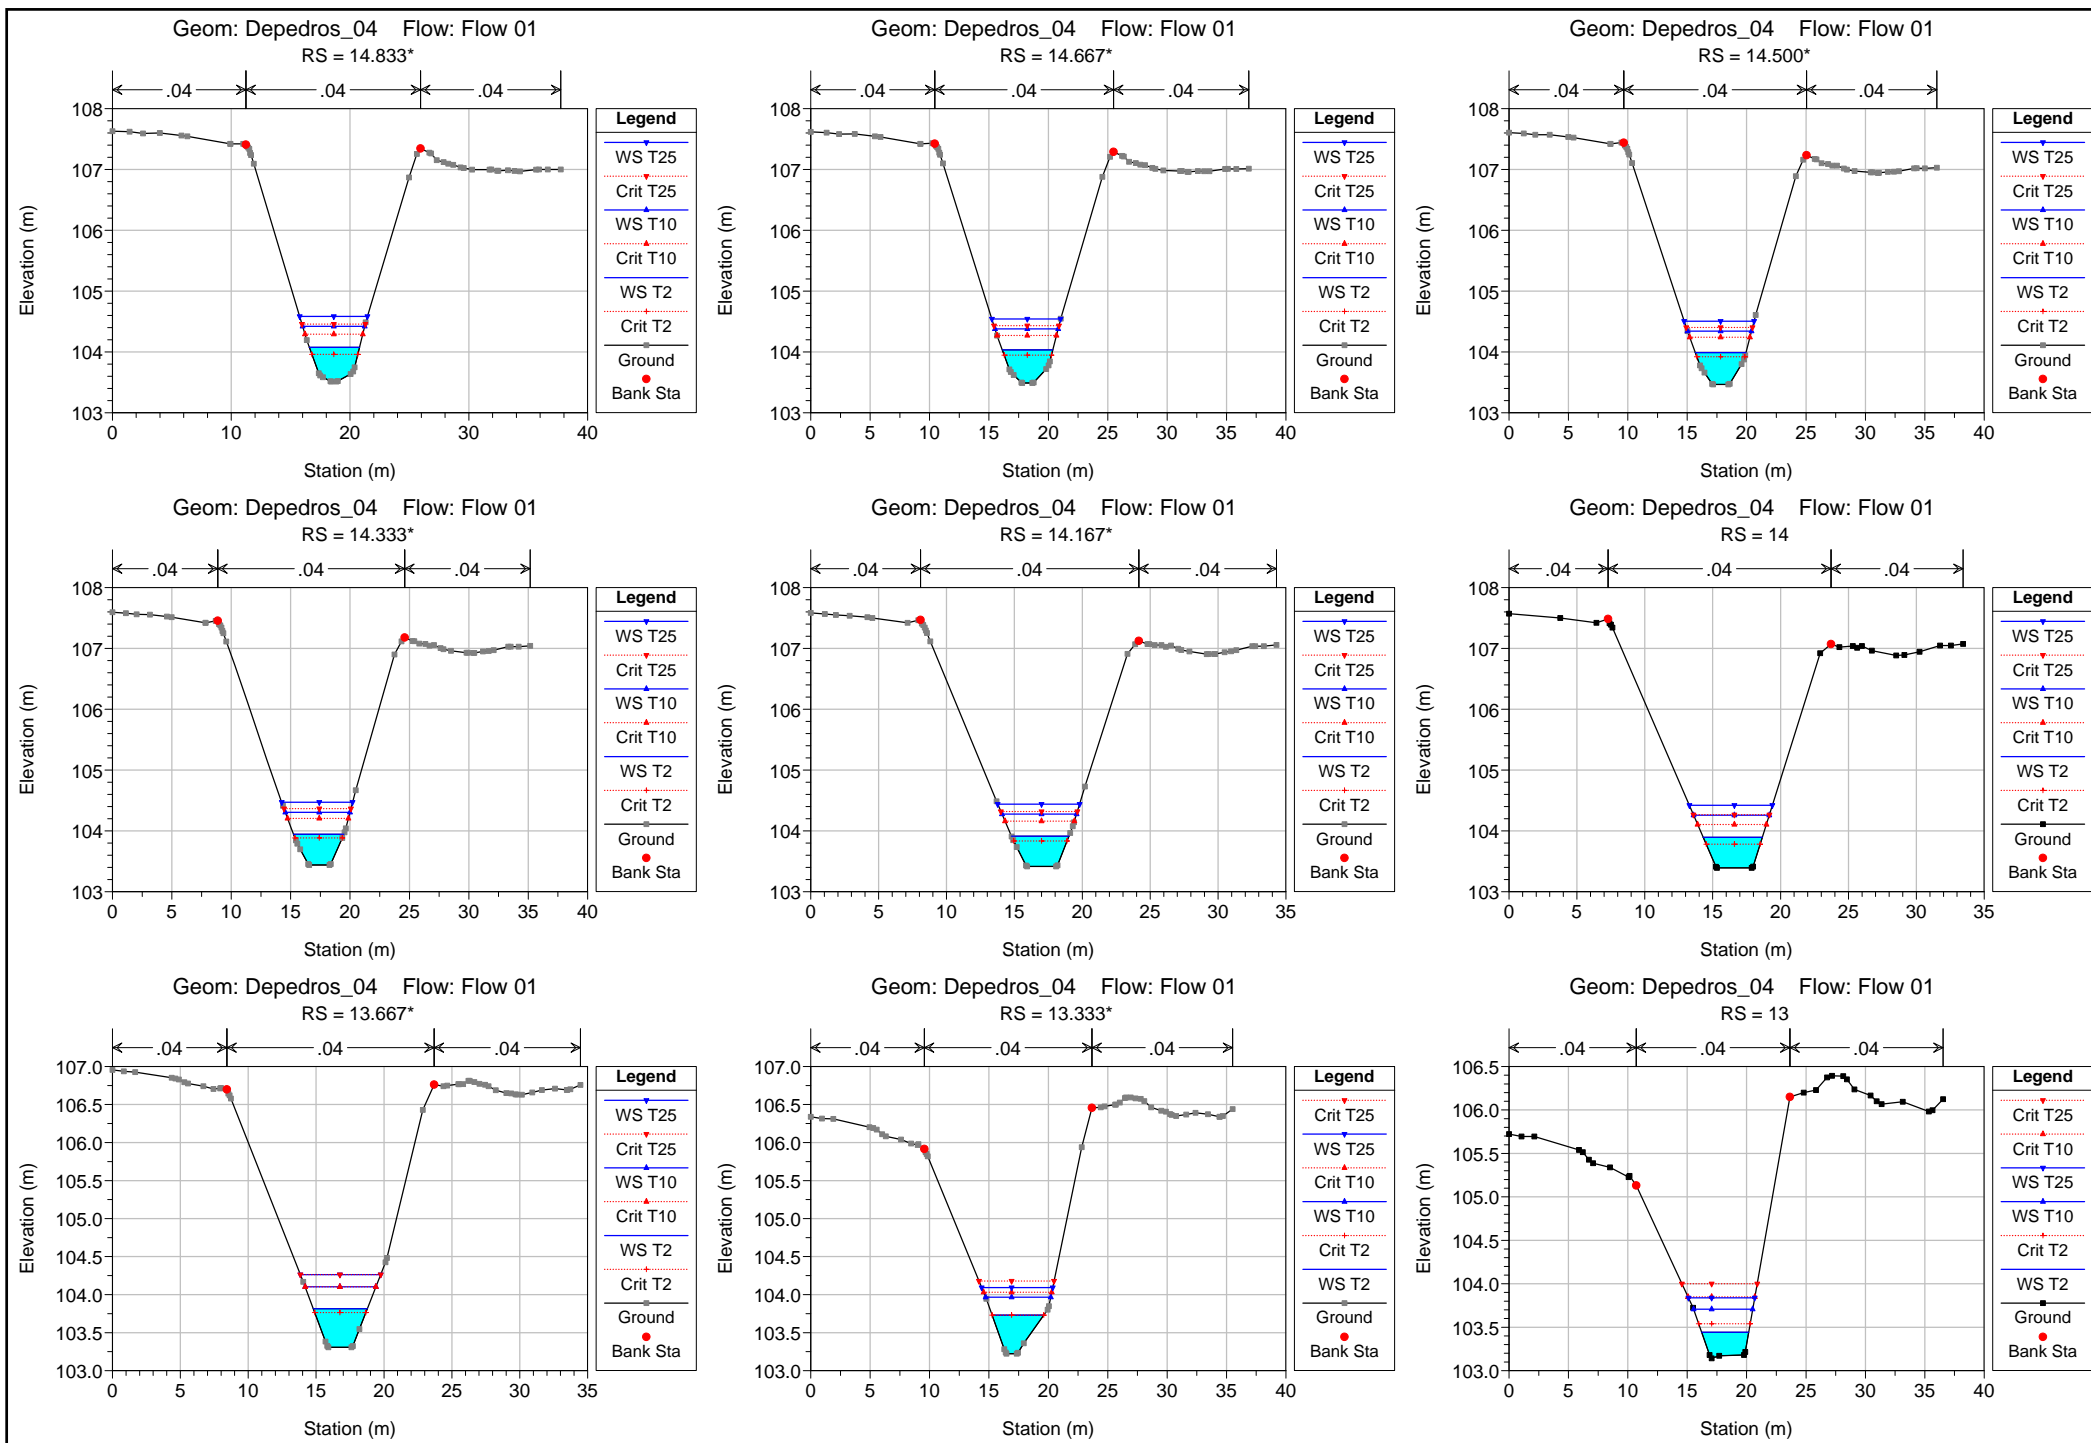 Geom: Depedros_04 Flow: Flow 01
RS = 14.833*
.04 .04 .04
108
107
106
105
104
103
Elevation (m)
0 10 20 30 40
Station (m)
Legend
WS T25
Crit T25
WS T10
Crit T10
WS T2
Crit T2
Ground
Bank Sta
Geom: Depedros_04 Flow: Flow 01
RS = 14.667*
.04 .04 .04
108
107
106
105
104
103
Elevation (m)
0 5 10 15 20 25 30 35 40
Station (m)
Legend
WS T25
Crit T25
WS T10
Crit T10
WS T2
Crit T2
Ground
Bank Sta
Geom: Depedros_04 Flow: Flow 01
RS = 14.500*
.04 .04 .04
108
107
106
105
104
103
Elevation (m)
0 5 10 15 20 25 30 35 40
Station (m)
Legend
WS T25
Crit T25
WS T10
Crit T10
WS T2
Crit T2
Ground
Bank Sta
Geom: Depedros_04 Flow: Flow 01
RS = 14.333*
.04 .04 .04
108
107
106
105
104
103
Elevation (m)
0 5 10 15 20 25 30 35 40
Station (m)
Legend
WS T25
Crit T25
WS T10
Crit T10
WS T2
Crit T2
Ground
Bank Sta
Geom: Depedros_04 Flow: Flow 01
RS = 14.167*
.04 .04 .04
108
107
106
105
104
103
Elevation (m)
0 5 10 15 20 25 30 35
Station (m)
Legend
WS T25
Crit T25
WS T10
Crit T10
WS T2
Crit T2
Ground
Bank Sta
Geom: Depedros_04 Flow: Flow 01
RS = 14
.04 .04 .04
108
107
106
105
104
103
Elevation (m)
0 5 10 15 20 25 30 35
Station (m)
Legend
WS T25
Crit T25
WS T10
Crit T10
WS T2
Crit T2
Ground
Bank Sta
Geom: Depedros_04 Flow: Flow 01
RS = 13.667*
.04 .04 .04
107.0
106.5
106.0
105.5
105.0
104.5
104.0
103.5
103.0
Elevation (m)
0 5 10 15 20 25 30 35
Station (m)
Legend
WS T25
Crit T25
WS T10
Crit T10
WS T2
Crit T2
Ground
Bank Sta
Geom: Depedros_04 Flow: Flow 01
RS = 13.333*
.04 .04 .04
107.0
106.5
106.0
105.5
105.0
104.5
104.0
103.5
103.0
Elevation (m)
0 5 10 15 20 25 30 35 40
Station (m)
Legend
Crit T25
WS T25
Crit T10
WS T10
Crit T2
WS T2
Ground
Bank Sta
Geom: Depedros_04 Flow: Flow 01
RS = 13
.04 .04 .04
106.5
106.0
105.5
105.0
104.5
104.0
103.5
103.0
Elevation (m)
0 5 10 15 20 25 30 35 40
Station (m)
Legend
Crit T25
Crit T10
WS T25
WS T10
Crit T2
WS T2
Ground
Bank Sta